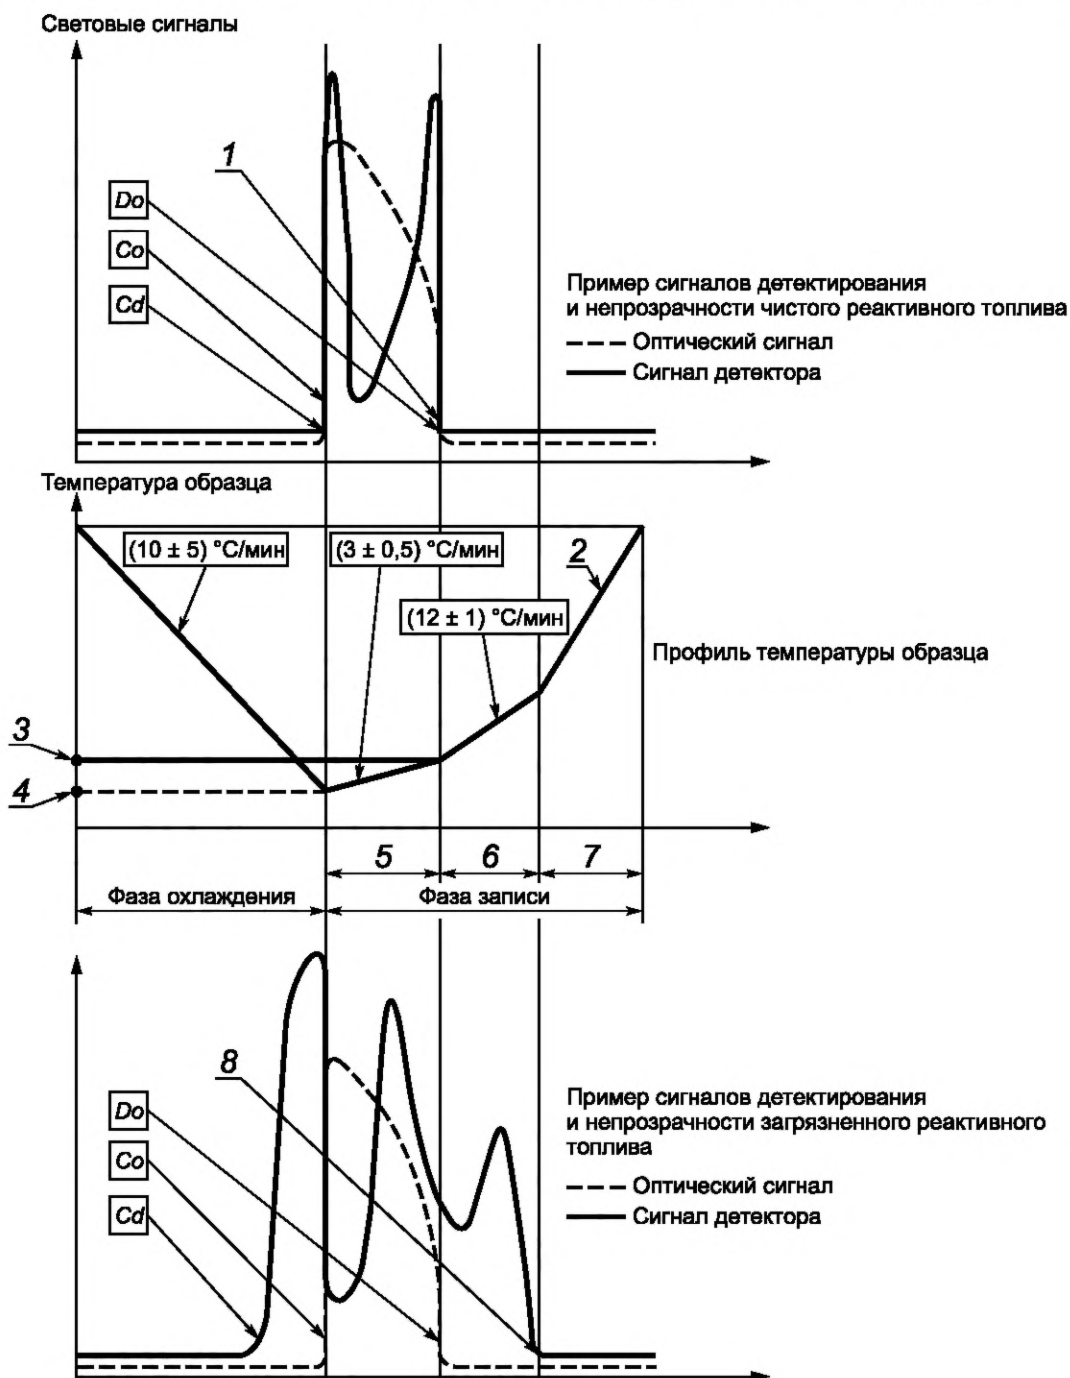 Световые сигналы
1
Do
Co
Cd
Пример сигналов детектирования
и непрозрачности чистого реактивного топлива
Оптический сигнал
Сигнал детектора
Температура образца
(10 ± 5) °С/мин
(3 ± 0,5) °С/мин
2
(12 ± 1) °С/мин
Профиль температуры образца
3
4
5
6
7
Фаза охлаждения
Фаза записи
8
Do
Co
Cd
Пример сигналов детектирования
и непрозрачности загрязненного реактивного
топлива
Оптический сигнал
Сигнал детектора